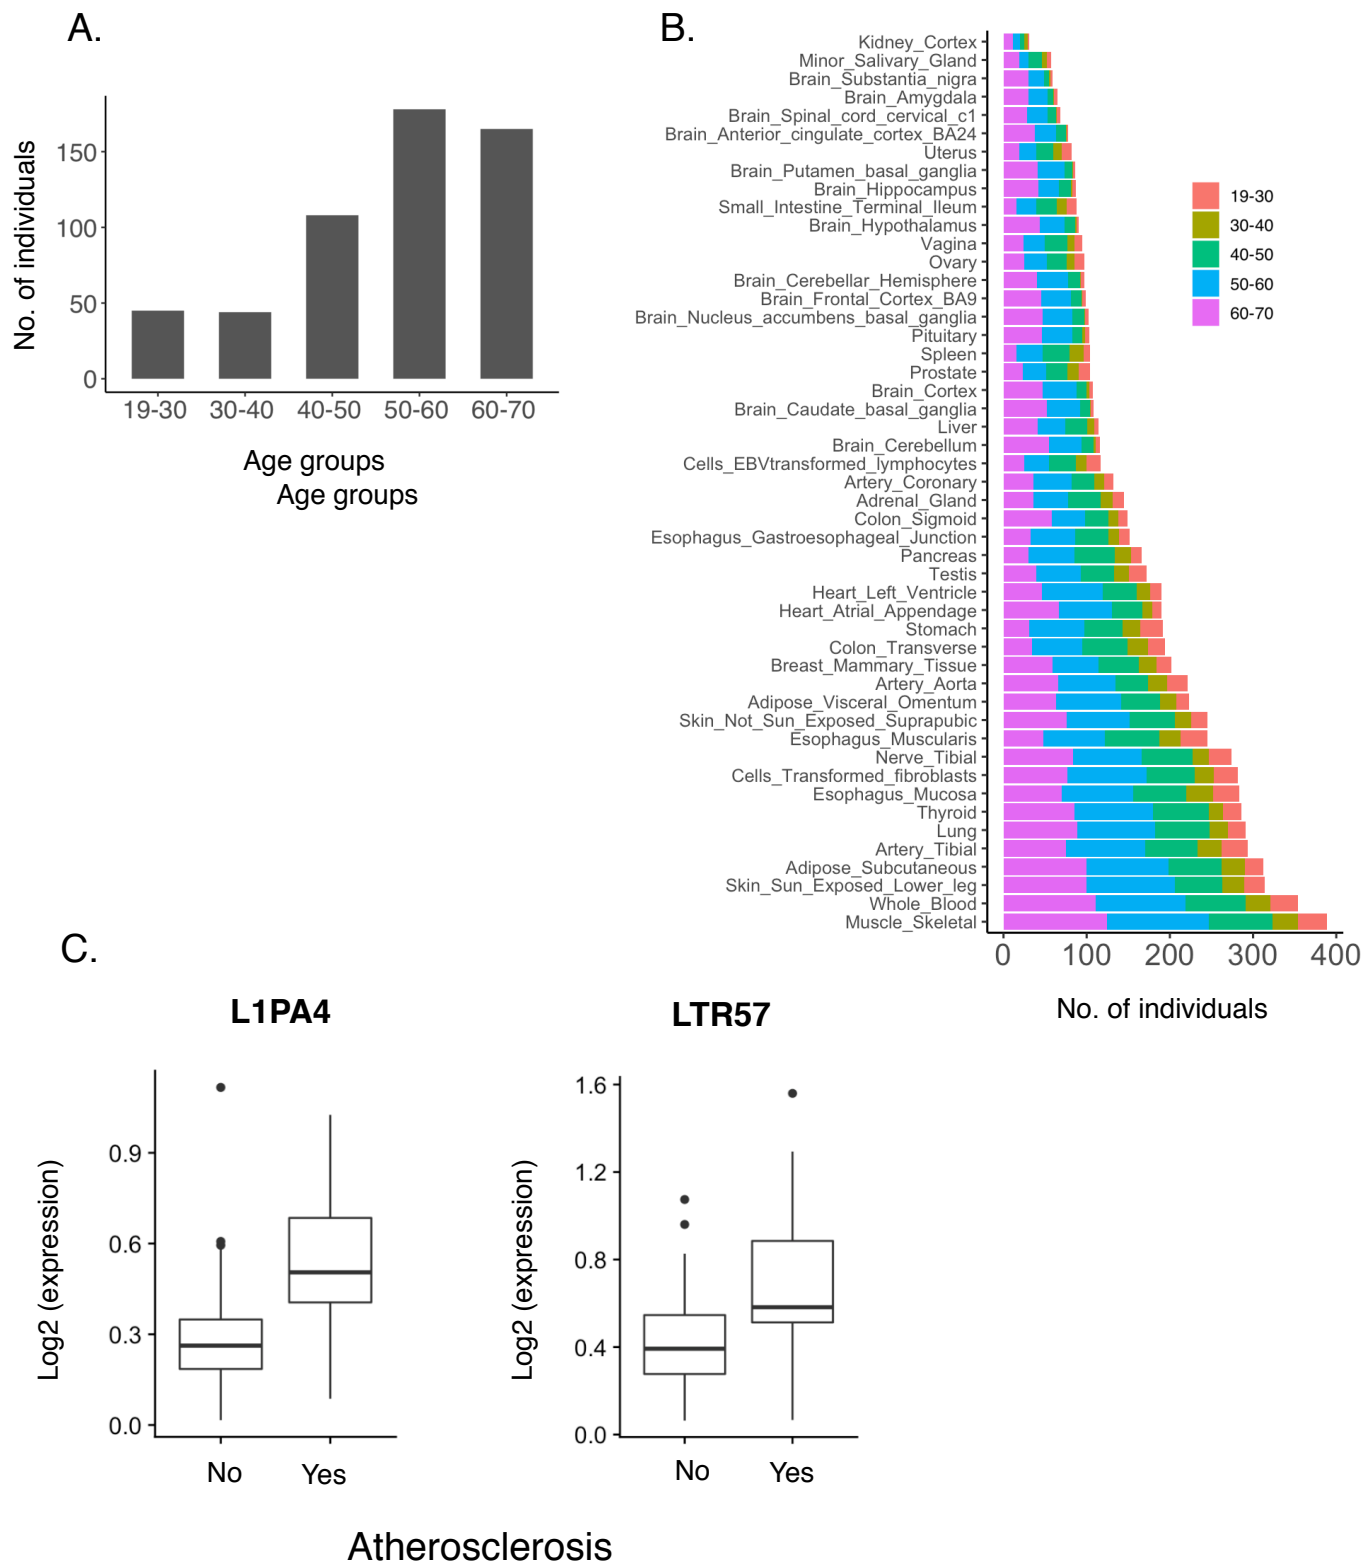 A.
No. of individuals
150
100
50
0
19-30 30-40 40-50 50-60 60-70
Age groups
Age groups
B.
Kidney_Cortex
Minor_Salivary_Gland
Brain_Substantia_nigra
Brain_Amygdala
Brain_Spinal_cord_cervical_c1
Brain_Anterior_cingulate_cortex_BA24
Uterus
Brain_Putamen_basal_ganglia
Brain_Hippocampus
Small_Intestine_Terminal_Ileum
Brain_Hypothalamus
Vagina
Ovary
Brain_Cerebellar_Hemisphere
Brain_Frontal_Cortex_BA9
Brain_Nucleus_accumbens_basal_ganglia
Pituitary
Spleen
Prostate
Brain_Cortex
Brain_Caudate_basal_ganglia
Liver
Brain_Cerebellum
Cells_EBVtransformed_lymphocytes
Artery_Coronary
Adrenal_Gland
Colon_Sigmoid
Esophagus_Gastroesophageal_Junction
Pancreas
Testis
Heart_Left_Ventricle
Heart_Atrial_Appendage
Stomach
Colon_Transverse
Breast_Mammary_Tissue
Artery_Aorta
Adipose_Visceral_Omentum
Skin_Not_Sun_Exposed_Suprapubic
Esophagus_Muscularis
Nerve_Tibial
Cells_Transformed_fibroblasts
Esophagus_Mucosa
Thyroid
Lung
Artery_Tibial
Adipose_Subcutaneous
Skin_Sun_Exposed_Lower_leg
Whole_Blood
Muscle_Skeletal
0 100 200 300 400
No. of individuals
19-30
30-40
40-50
50-60
60-70
C.
L1PA4
Log2 (expression)
0.9
0.6
0.3
0.0
No Yes
LTR57
Log2 (expression)
1.6
1.2
0.8
0.4
0.0
No Yes
Atherosclerosis